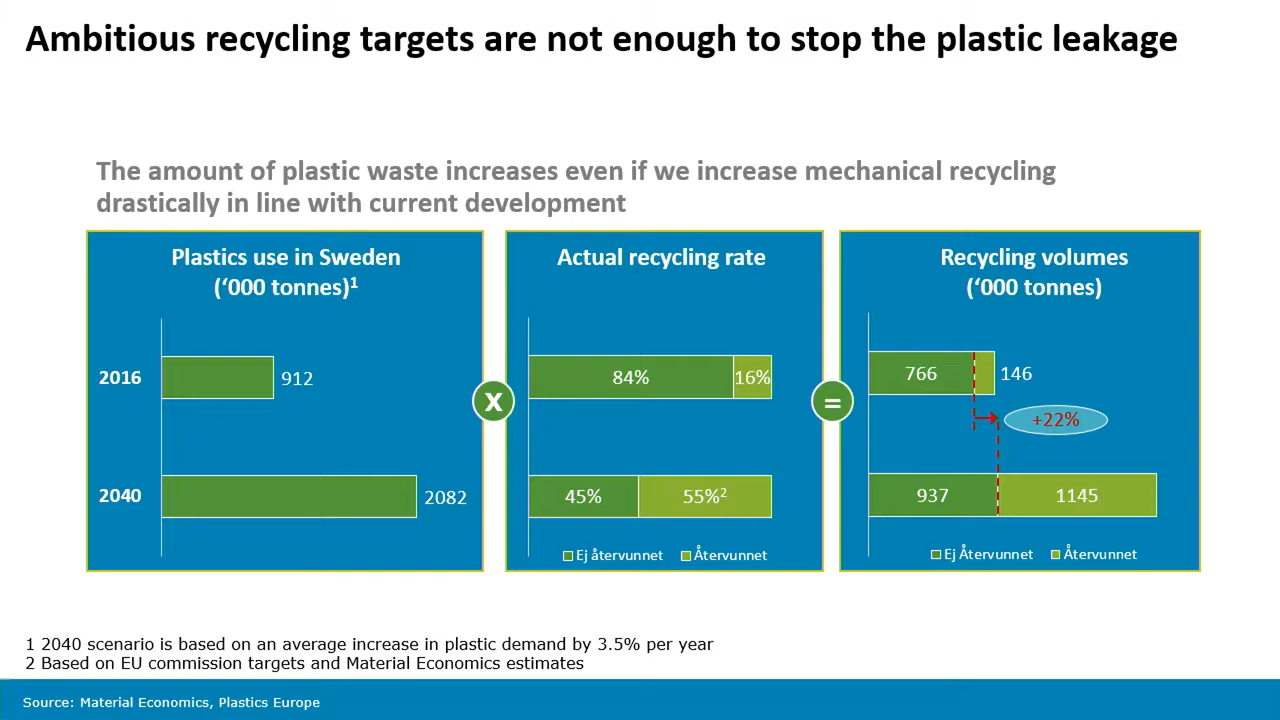 Ambitious recycling targets are not enough to stop the plastic leakage
The amount of plastic waste increases even if we increase mechanical recycling
drastically in line with current development
Plastics use in Sweden
(‘000 tonnes)¹
2016
912
2040
2082
X
Actual recycling rate
84%
16%
45%
55%²
Ej återvunnet
Återvunnet
=
Recycling volumes
(‘000 tonnes)
766
146
+22%
937
1145
Ej Återvunnet
Återvunnet
1 2040 scenario is based on an average increase in plastic demand by 3.5% per year
2 Based on EU commission targets and Material Economics estimates
Source: Material Economics, Plastics Europe